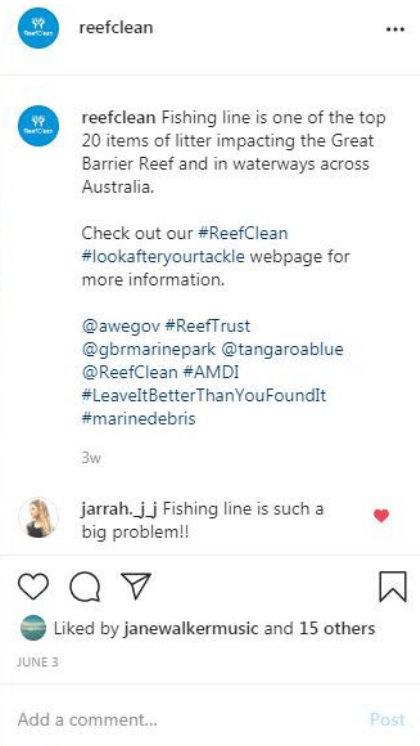 ReefClean
reefclean
ReefClean
reefclean Fishing line is one of the top
20 items of litter impacting the Great
Barrier Reef and in waterways across
Australia.
Check out our #ReefClean
#lookafteryourtackle webpage for
more information.
@awegov #ReefTrust
@gbrmarinepark @tangaroablue
@ReefClean #AMDI
#LeaveItBetterThanYouFoundIt
#marinedebris
3w
jarrah._j_j Fishing line is such a
big problem!!
Liked by janewalkermusic and 15 others
JUNE 3
Add a comment...
Post